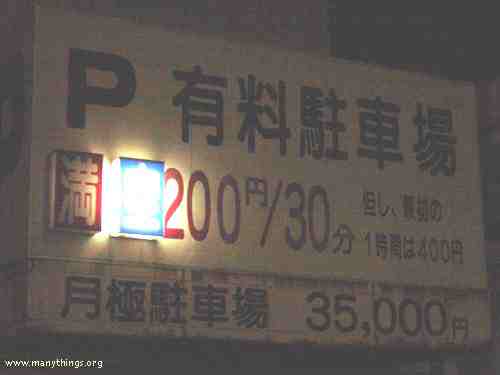 P 有料駐車場
満 空 200円/30分
但し、最初の
1時間は400円
月極駐車場 35,000円
www.manythings.org